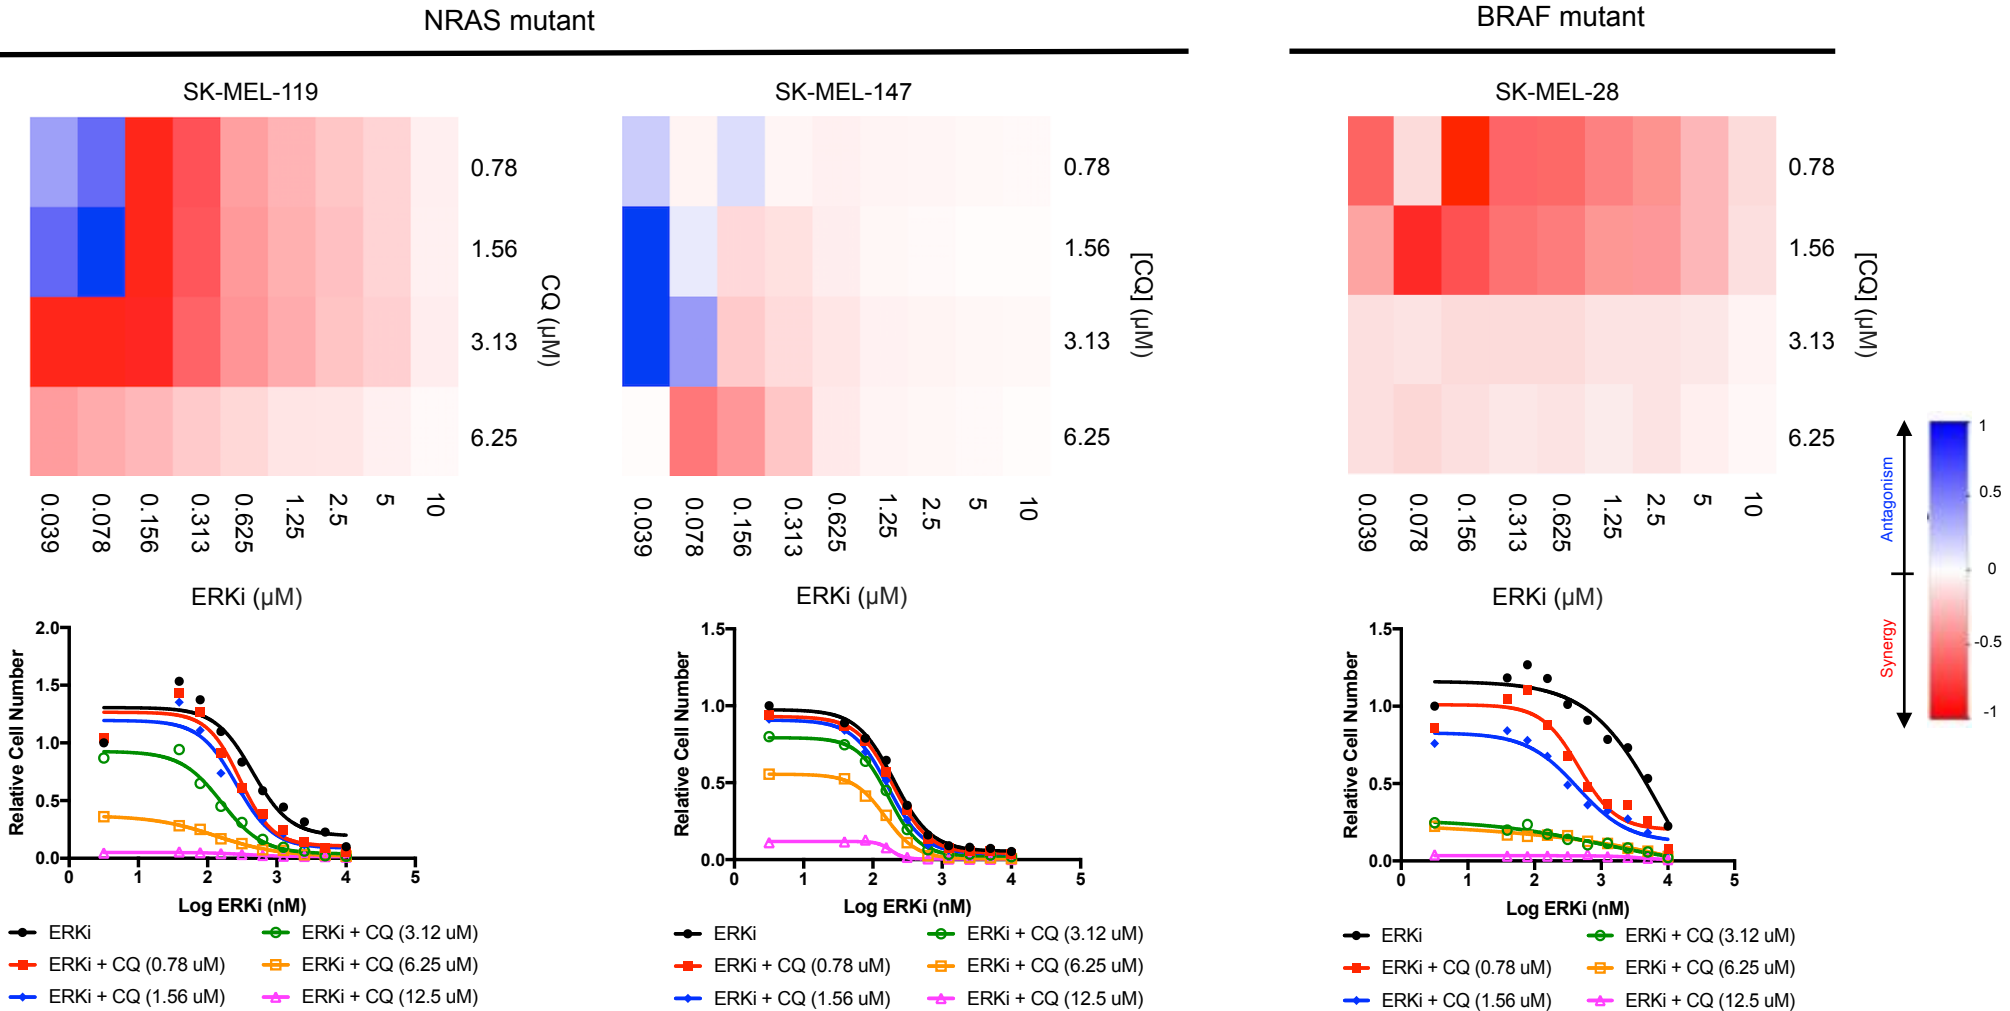 NRAS mutant
BRAF mutant
SK-MEL-119
SK-MEL-147
SK-MEL-28
0.78
1.56
3.13
6.25
CQ (µM)
0.039
0.078
0.156
0.313
0.625
1.25
2.5
5
10
ERKi (µM)
0.78
1.56
3.13
6.25
[CQ] (µM)
0.039
0.078
0.156
0.313
0.625
1.25
2.5
5
10
ERKi (µM)
0.78
1.56
3.13
6.25
[CQ] (µM)
0.039
0.078
0.156
0.313
0.625
1.25
2.5
5
10
ERKi (µM)
Antagonism
Synergy
1
0.5
0
-0.5
-1
Relative Cell Number
2.0
1.5
1.0
0.5
0.0
0 1 2 3 4 5
Log ERKi (nM)
ERKi
ERKi + CQ (0.78 uM)
ERKi + CQ (1.56 uM)
ERKi + CQ (3.12 uM)
ERKi + CQ (6.25 uM)
ERKi + CQ (12.5 uM)
Relative Cell Number
1.5
1.0
0.5
0.0
0 1 2 3 4 5
Log ERKi (nM)
ERKi
ERKi + CQ (0.78 uM)
ERKi + CQ (1.56 uM)
ERKi + CQ (3.12 uM)
ERKi + CQ (6.25 uM)
ERKi + CQ (12.5 uM)
Relative Cell Number
1.5
1.0
0.5
0.0
0 1 2 3 4 5
Log ERKi (nM)
ERKi
ERKi + CQ (0.78 uM)
ERKi + CQ (1.56 uM)
ERKi + CQ (3.12 uM)
ERKi + CQ (6.25 uM)
ERKi + CQ (12.5 uM)